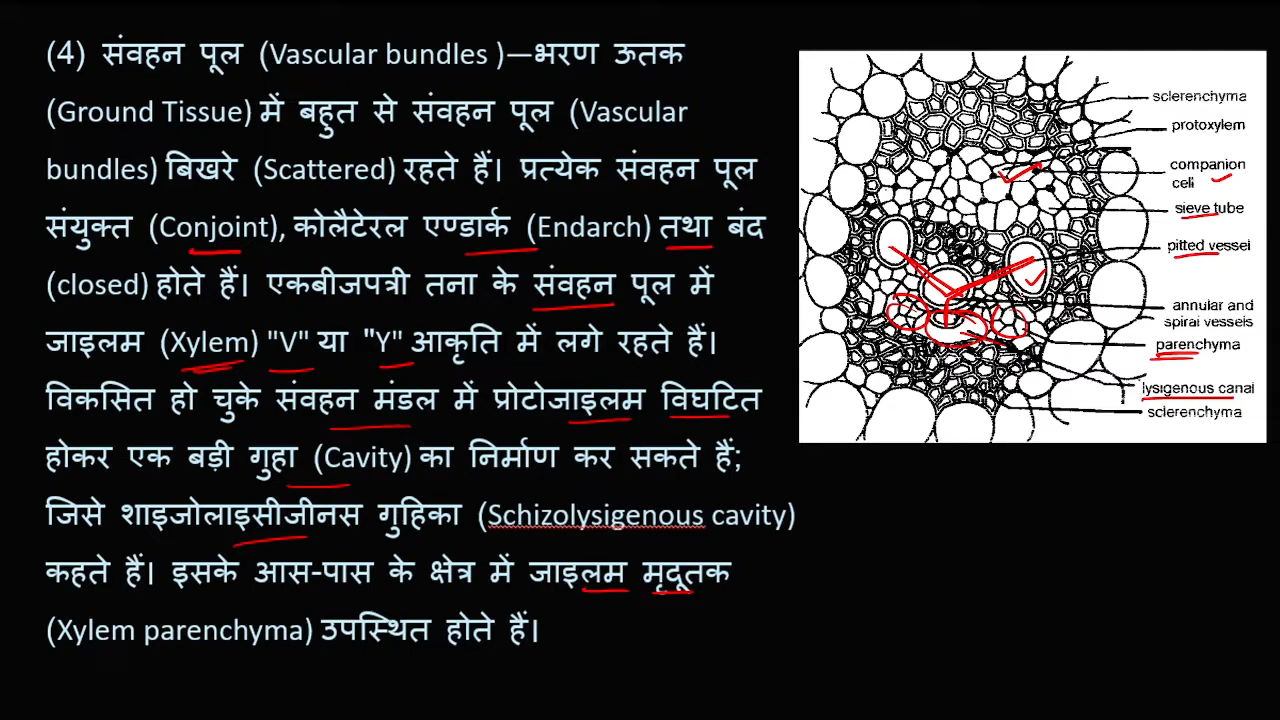 (4) संवहन पूल (Vascular bundles )—भरण ऊतक
(Ground Tissue) में बहुत से संवहन पूल (Vascular
bundles) बिखरे (Scattered) रहते हैं। प्रत्येक संवहन पूल
संयुक्त (Conjoint), कोलैटेरल एण्डार्क (Endarch) तथा बंद
(closed) होते हैं। एकबीजपत्री तना के संवहन पूल में
जाइलम (Xylem) "V" या "Y" आकृति में लगे रहते हैं।
विकसित हो चुके संवहन मंडल में प्रोटोजाइलम विघटित
होकर एक बड़ी गुहा (Cavity) का निर्माण कर सकते हैं;
जिसे शाइजोलाइसीजीनस गुहिका (Schizolysigenous cavity)
कहते हैं। इसके आस-पास के क्षेत्र में जाइलम मृदूतक
(Xylem parenchyma) उपस्थित होते हैं।
sclerenchyma
protoxylem
companion
cell
sieve tube
pitted vessel
annular and
spiral vessels
parenchyma
lysigenous canal
sclerenchyma